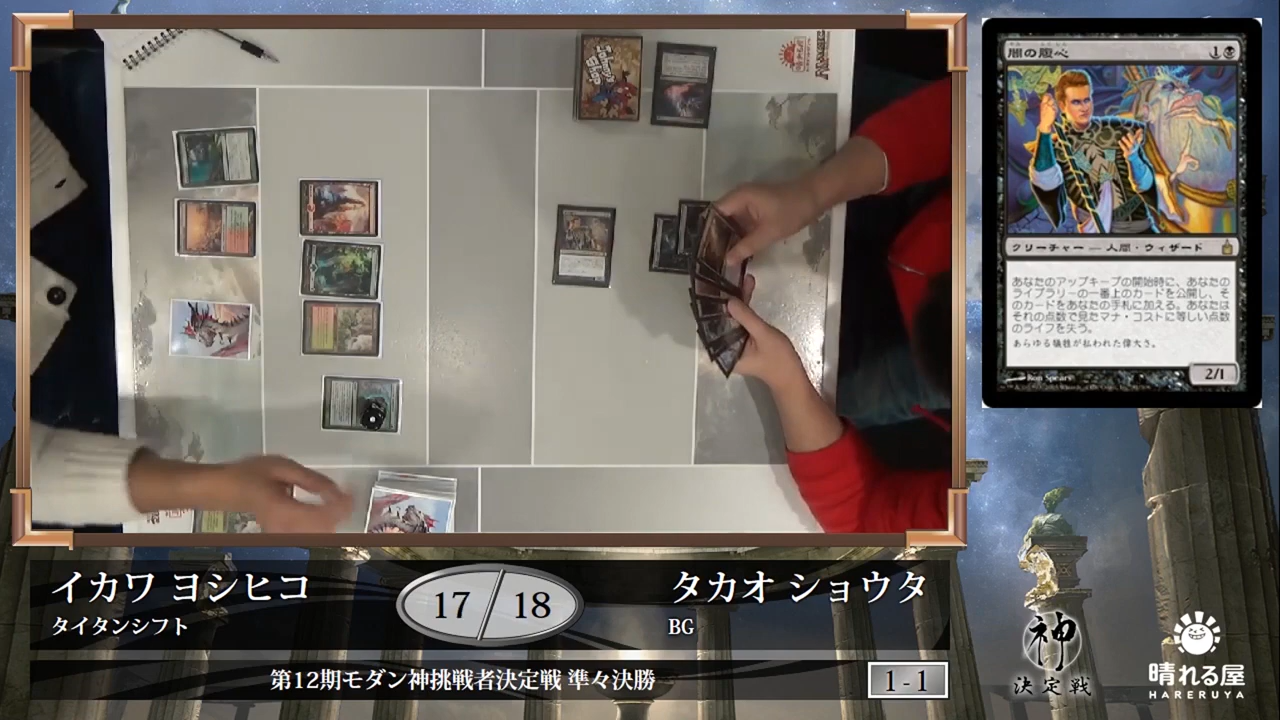 Johnny's Shop
闇の腹心
1
クリーチャー — 人間・ウィザード
あなたのアップキープの開始時に、あなたの
ライブラリーの一番上のカードを公開し、そ
のカードをあなたの手札に加える。あなたは
それの点数で見たマナ・コストに等しい点数
のライフを失う。
あらゆる犠牲が払われた偉大さ。
Ron Spears
2/1
イカワ ヨシヒコ
タイタンシフト
17 / 18
タカオ ショウタ
BG
第12期モダン神挑戦者決定戦 準々決勝
1-1
神
決定戦
晴れる屋
HARERUYA